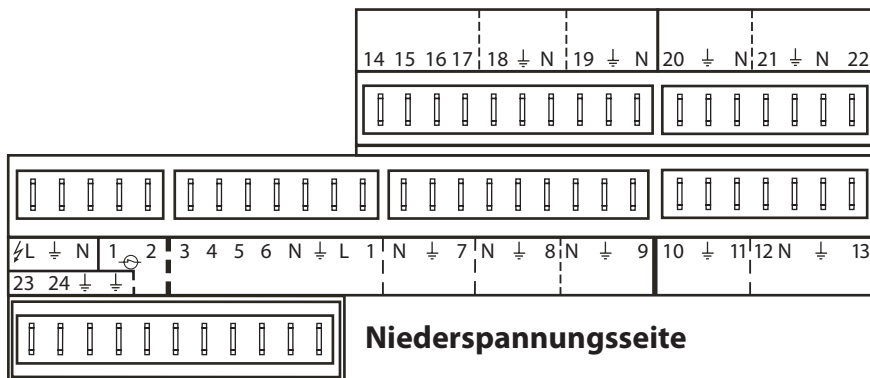 14 15 16 17 18 ⏚ N 19 ⏚ N 20 ⏚ N 21 ⏚ N 22
L ⏚ N 1 2 3 4 5 6 N ⏚ L 1 N ⏚ 7 N ⏚ 8 N ⏚ 9 10 ⏚ 11 12 N ⏚ 13
23 24 ⏚ ⏚
Niederspannungsseite